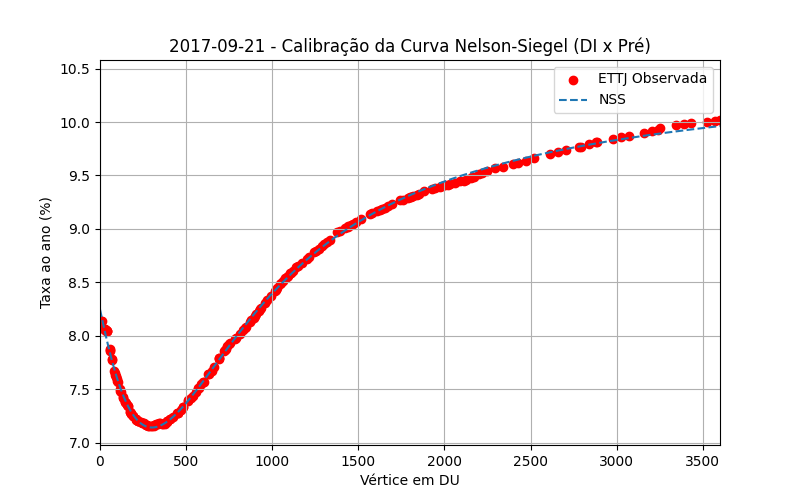 2017-09-21 - Calibração da Curva Nelson-Siegel (DI x Pré)
10.5
10.0
9.5
9.0
8.5
8.0
7.5
7.0
Taxa ao ano (%)
ETTJ Observada
NSS
0 500 1000 1500 2000 2500 3000 3500
Vértice em DU